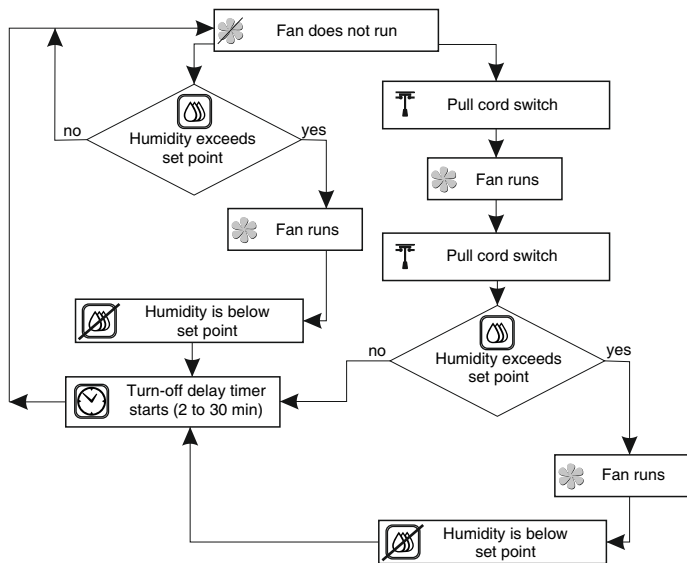 Fan does not run
Pull cord switch
no
Humidity exceeds
set point
yes
Fan runs
Fan runs
Pull cord switch
Humidity is below
set point
no
Humidity exceeds
set point
yes
Turn-off delay timer
starts (2 to 30 min)
Fan runs
Humidity is below
set point